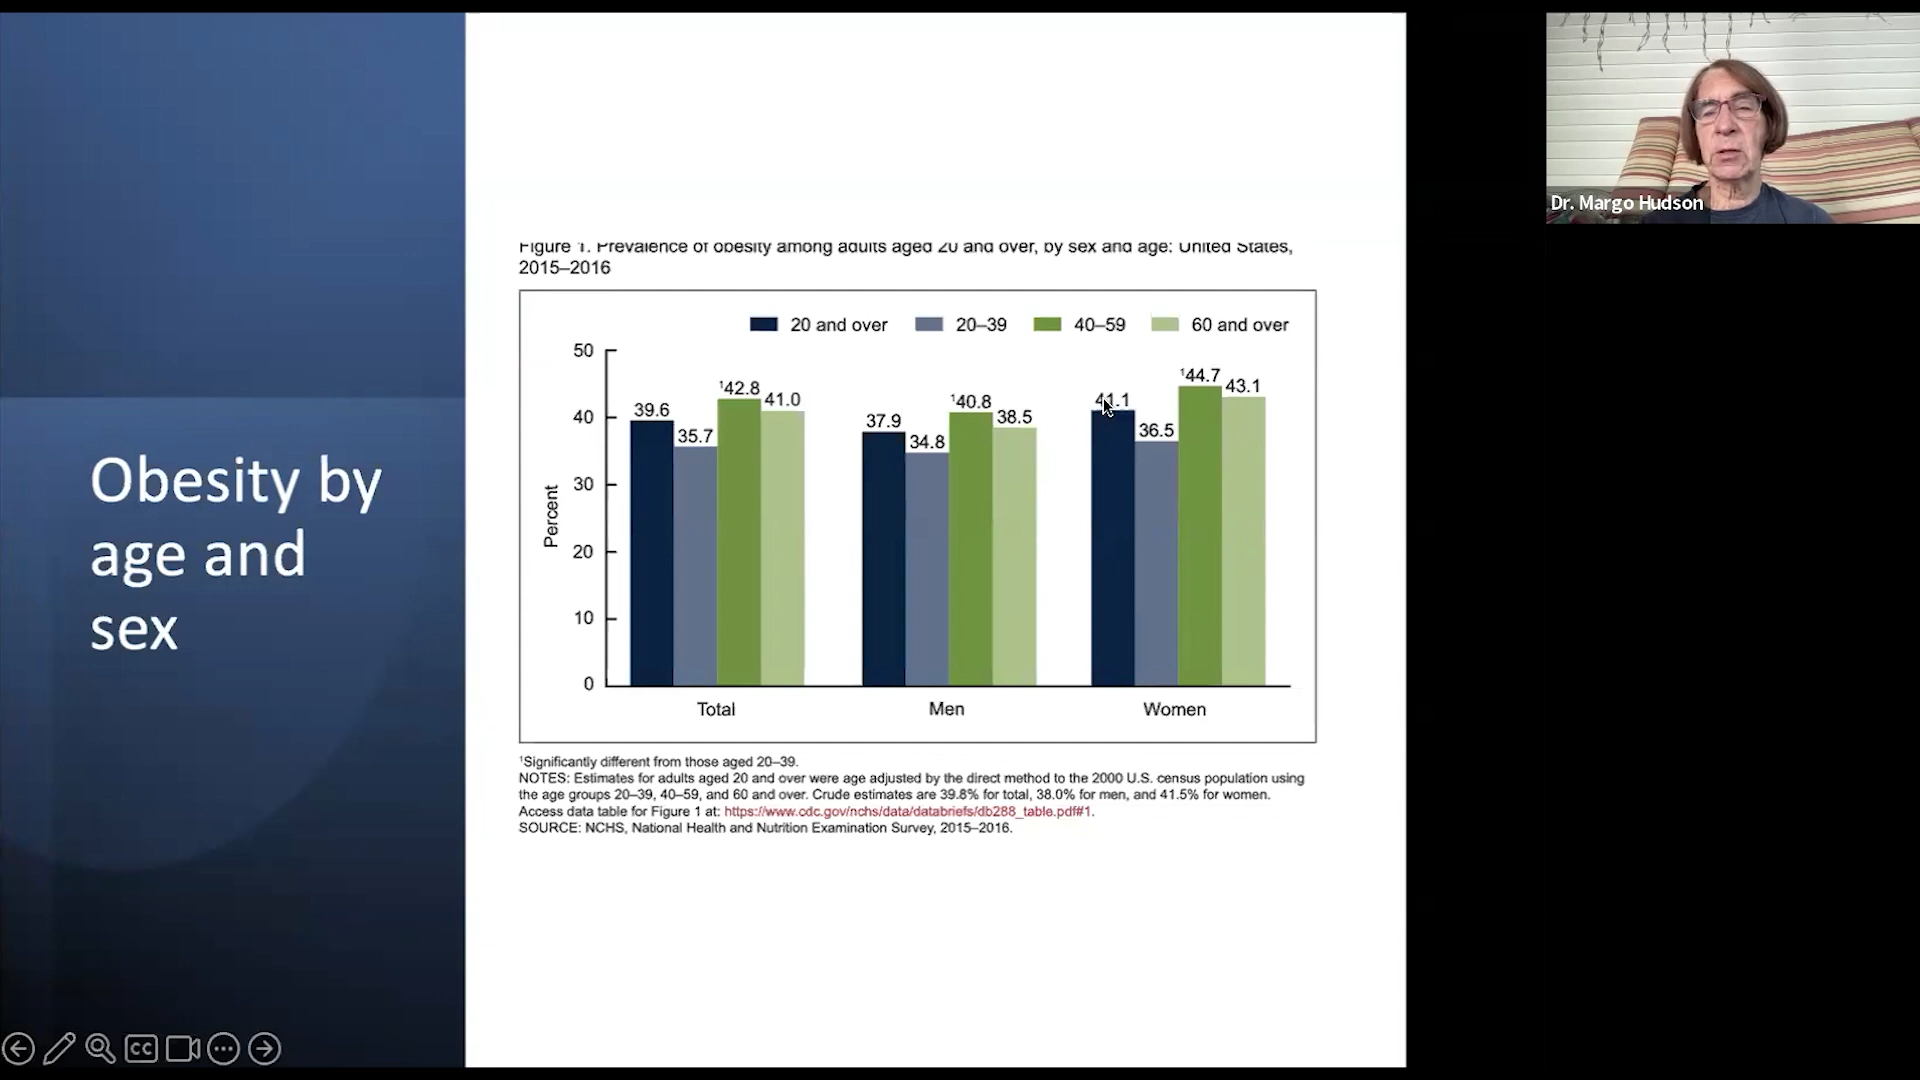 Obesity by
age and
sex
Figure 1. Prevalence of obesity among adults aged 20 and over, by sex and age: United States,
2015–2016
20 and over 20–39 40–59 60 and over
Percent
50
40
30
20
10
0
39.6 35.7 ¹42.8 41.0
37.9 34.8 ¹40.8 38.5
41.1 36.5 ¹44.7 43.1
Total Men Women
¹Significantly different from those aged 20–39.
NOTES: Estimates for adults aged 20 and over were age adjusted by the direct method to the 2000 U.S. census population using
the age groups 20–39, 40–59, and 60 and over. Crude estimates are 39.8% for total, 38.0% for men, and 41.5% for women.
Access data table for Figure 1 at: https://www.cdc.gov/nchs/data/databriefs/db288_table.pdf#1.
SOURCE: NCHS, National Health and Nutrition Examination Survey, 2015–2016.
Dr. Margo Hudson
CC